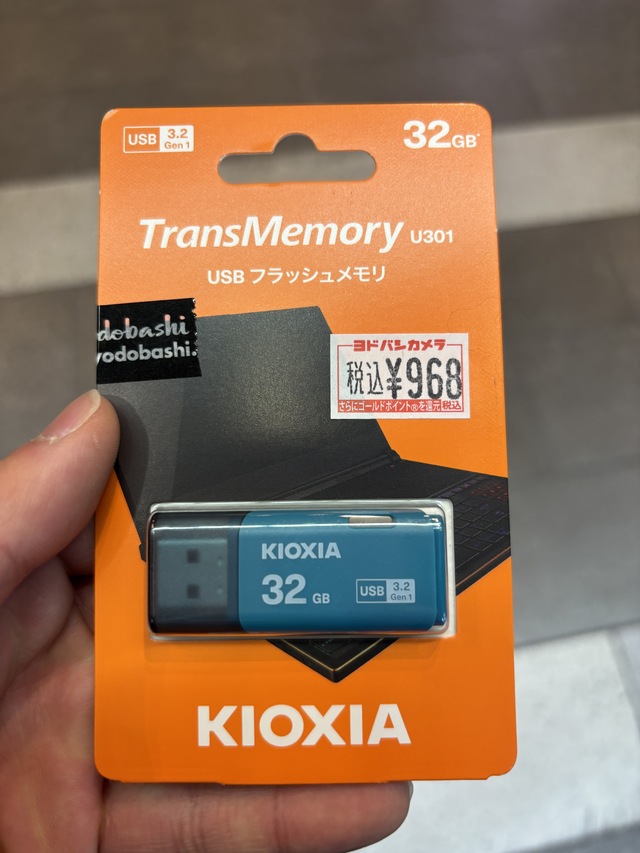 USB 3.2 Gen 1
32GB*
TransMemory U301
USB フラッシュメモリ
dobashi
yodobashi.
ヨドバシカメラ
税込¥968
さらにゴールドポイント®を還元 税込
KIOXIA
32 GB
USB 3.2 Gen 1
KIOXIA